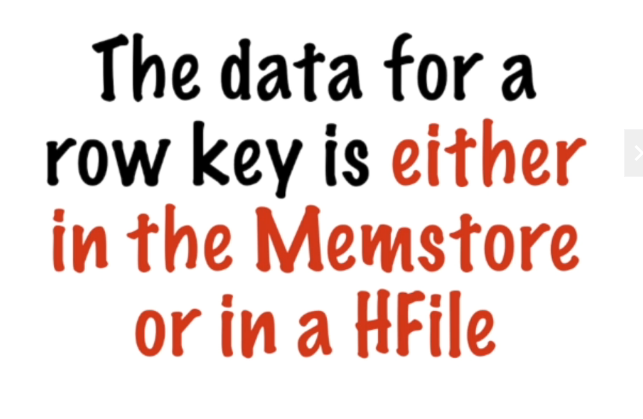 The data for a
row key is either
in the Memstore
or in a HFile